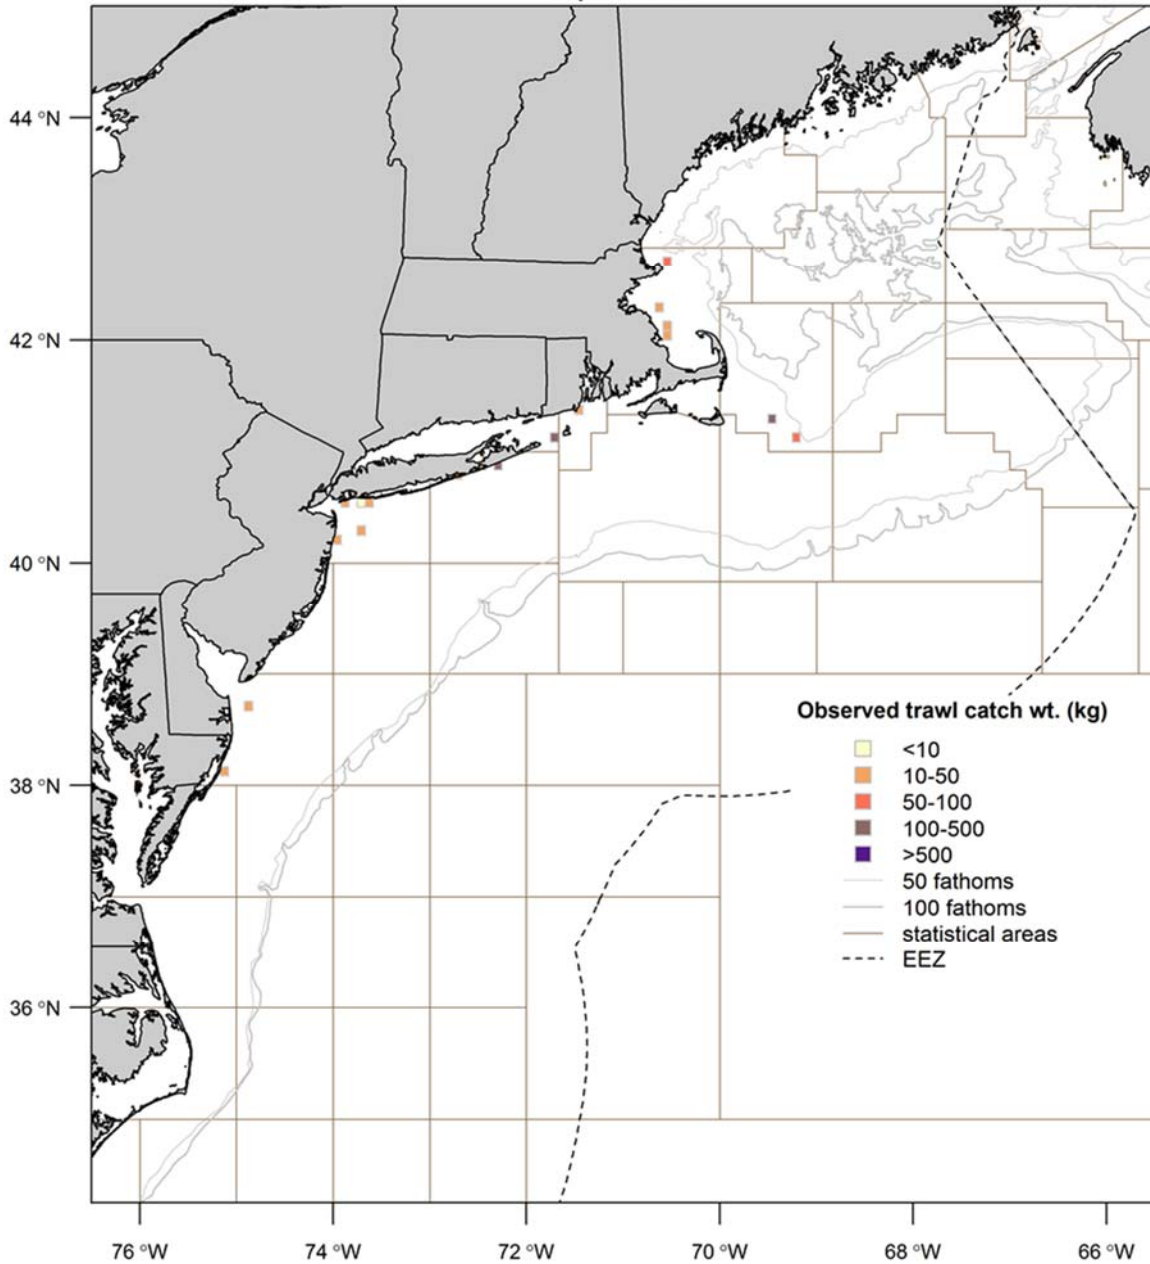 44 °N
42 °N
40 °N
38 °N
36 °N
Observed trawl catch wt. (kg)
<10
10-50
50-100
100-500
>500
50 fathoms
100 fathoms
statistical areas
EEZ
76 °W
74 °W
72 °W
70 °W
68 °W
66 °W